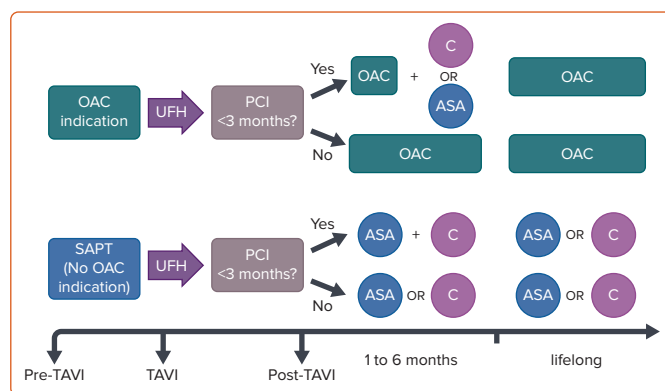 C
Yes
OAC + OR
OAC
ASA
OAC
indication
UFH
PCI
<3 months?
No
OAC
OAC
SAPT
(No OAC
indication)
UFH
PCI
<3 months?
Yes
ASA + C
ASA OR C
No
ASA OR C
ASA OR C
Pre-TAVI
TAVI
Post-TAVI
1 to 6 months
lifelong